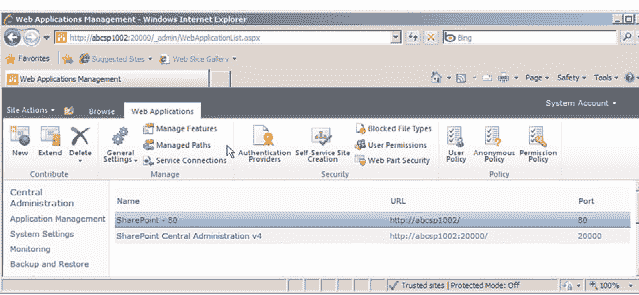 Web Applications Management - Windows Internet Explorer
http://abcsp1002:20000/_admin/WebApplicationList.aspx
Bing
Favorites Suggested Sites Web Slice Gallery
Web Applications Management
Page Safety Tools
System Account
Site Actions Browse Web Applications
New Extend Delete
General Settings
Manage Features
Managed Paths
Service Connections
Authentication Providers
Self Service Site Creation
Blocked File Types
User Permissions
Web Part Security
User Policy
Anonymous Policy
Permission Policy
Contribute Manage Security Policy
Central Administration
Application Management
System Settings
Monitoring
Backup and Restore
Name URL Port
SharePoint - 80 http://abcsp1002/ 80
SharePoint Central Administration v4 http://abcsp1002:20000/ 20000
Trusted sites | Protected Mode: Off 100%